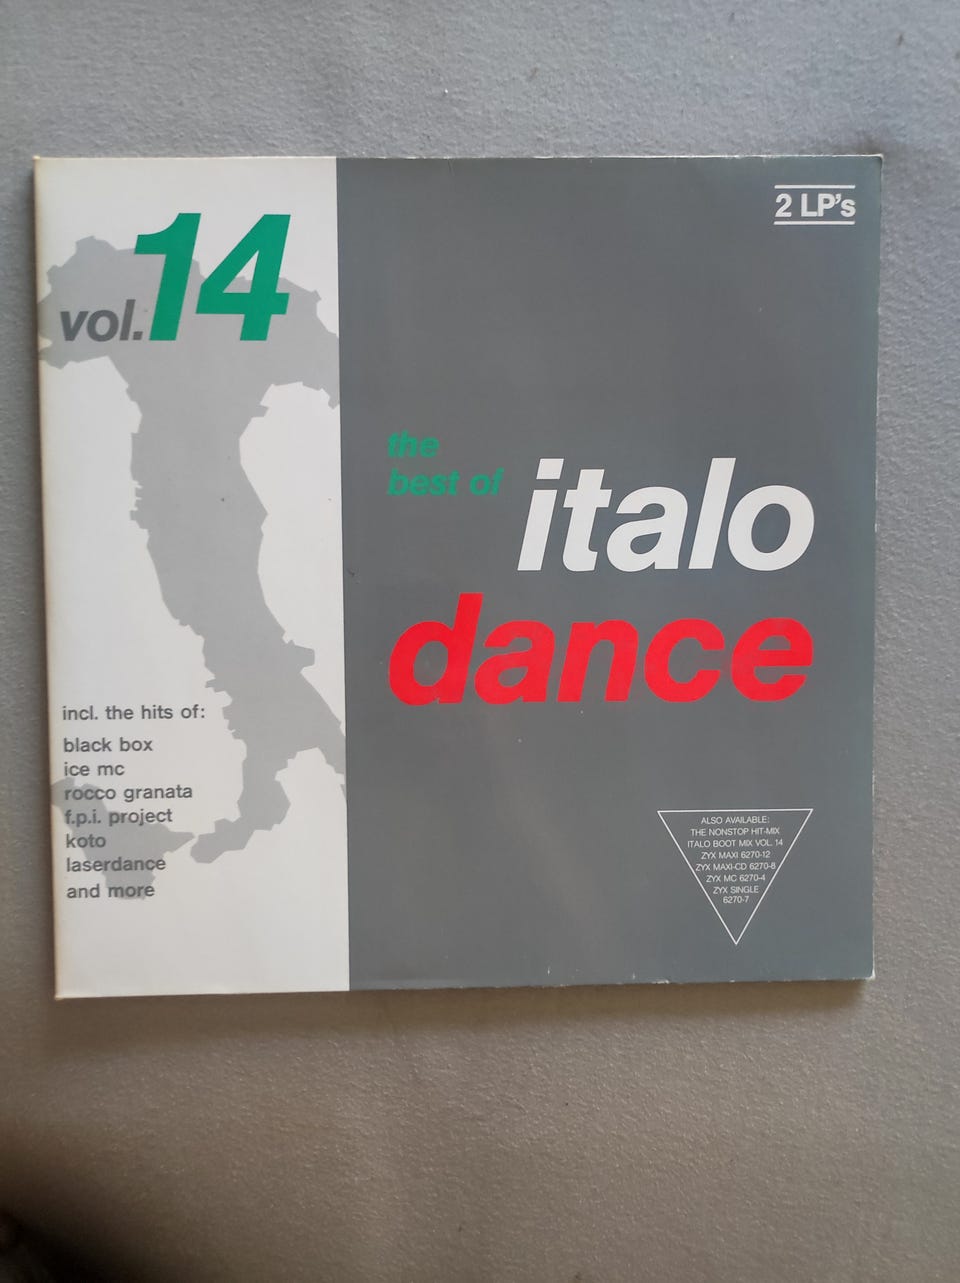 vol.14
2 LP's
the
best of
italo
dance
incl. the hits of:
black box
ice mc
rocco granata
f.p.i. project
koto
laserdance
and more
ALSO AVAILABLE:
THE NONSTOP HIT-MIX
ITALO BOOT MIX VOL. 14
ZYX MAXI 6270-12
ZYX MAXI-CD 6270-8
ZYX MC 6270-4
ZYX SINGLE
6270-7